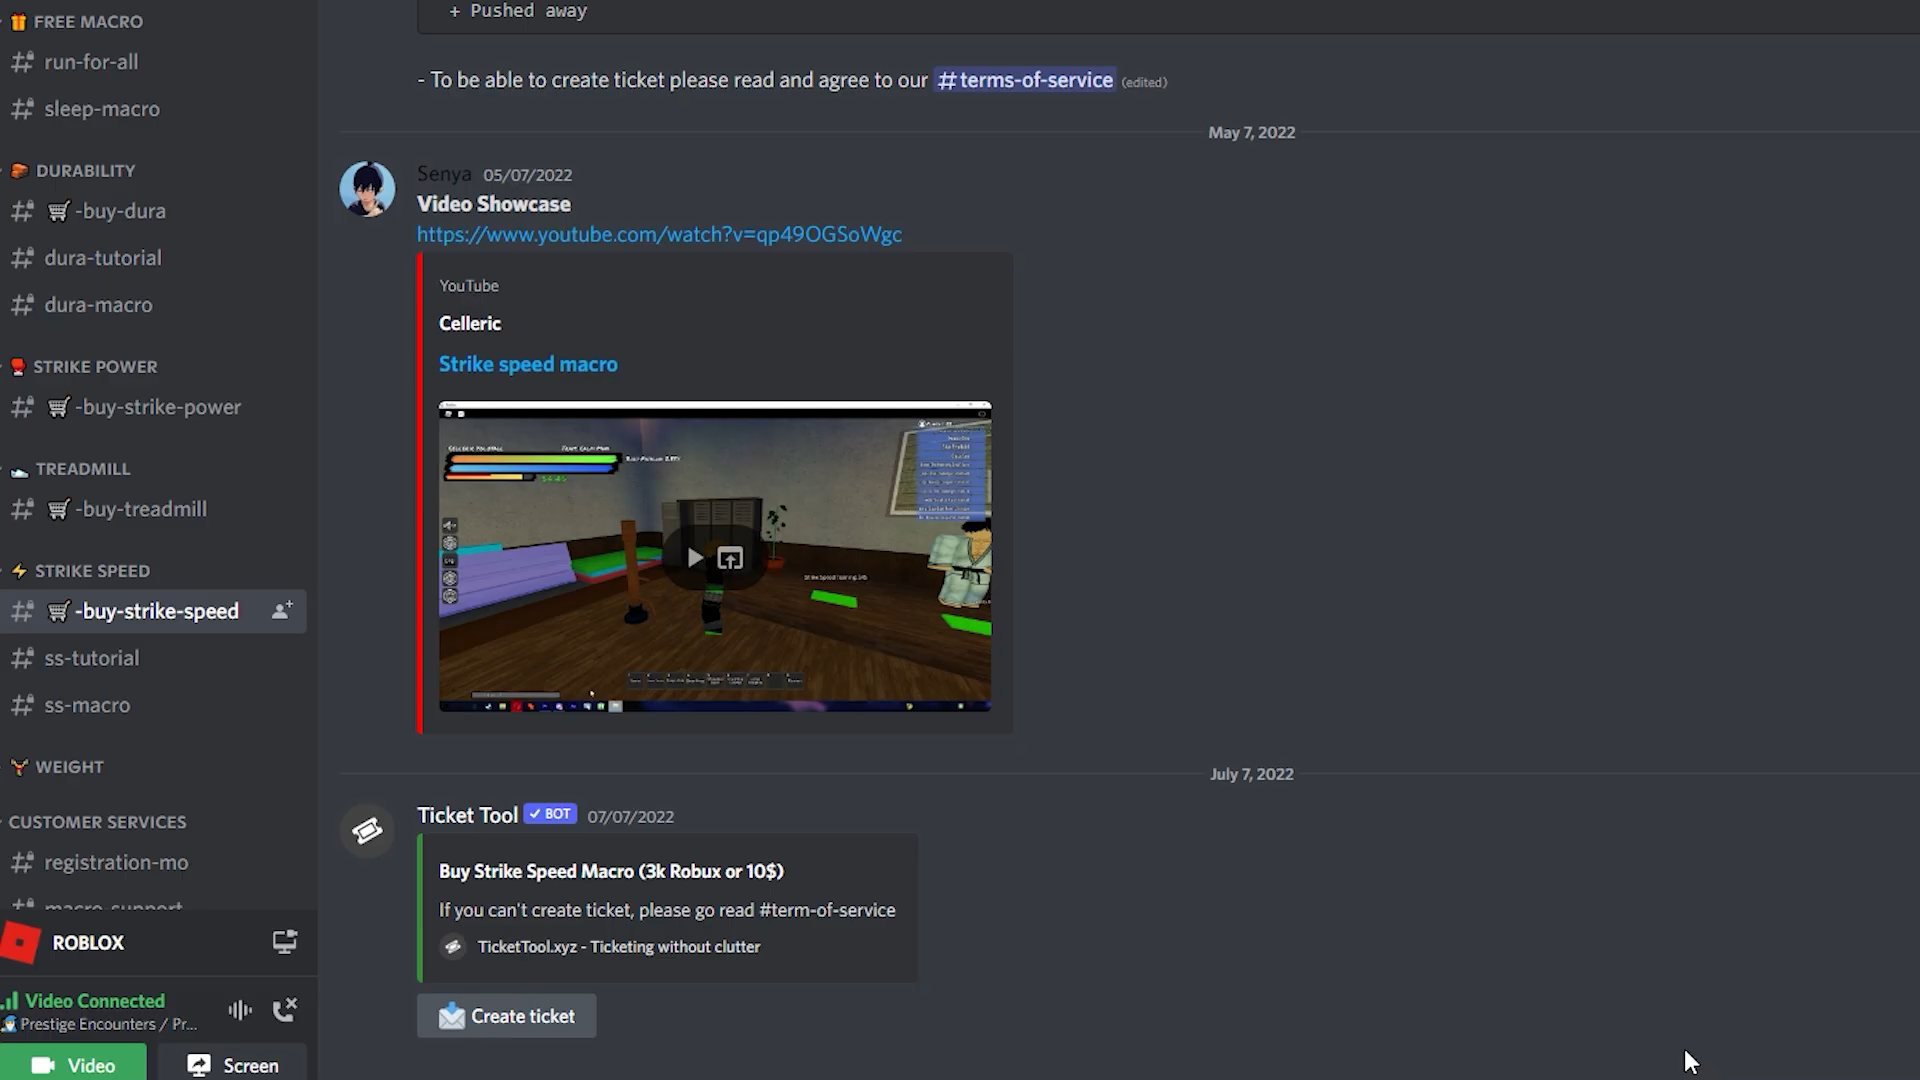 FREE MACRO
run-for-all
sleep-macro
DURABILITY
-buy-dura
dura-tutorial
dura-macro
STRIKE POWER
-buy-strike-power
TREADMILL
-buy-treadmill
STRIKE SPEED
-buy-strike-speed
ss-tutorial
ss-macro
WEIGHT
CUSTOMER SERVICES
registration-mo
macro-support
ROBLOX
Video Connected
Prestige Encounters / Pr...
Video
Screen
+ Pushed away
- To be able to create ticket please read and agree to our #terms-of-service (edited)
May 7, 2022
Senya 05/07/2022
Video Showcase
https://www.youtube.com/watch?v=qp49OGSoWgc
YouTube
Celleric
Strike speed macro
July 7, 2022
Ticket Tool BOT 07/07/2022
Buy Strike Speed Macro (3k Robux or 10$)
If you can't create ticket, please go read #term-of-service
TicketTool.xyz - Ticketing without clutter
Create ticket